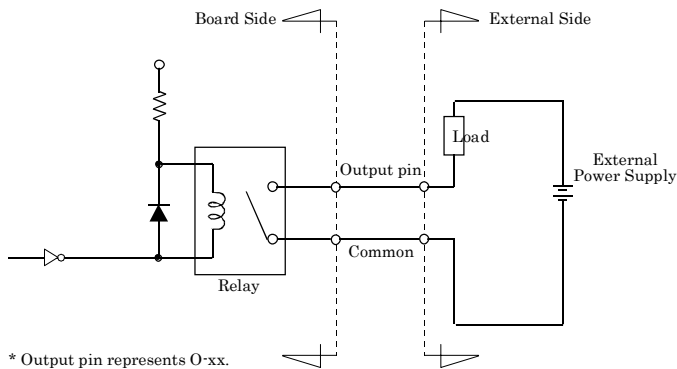 Board Side
External Side
Load
Output pin
External
Power Supply
Common
Relay
* Output pin represents O-xx.